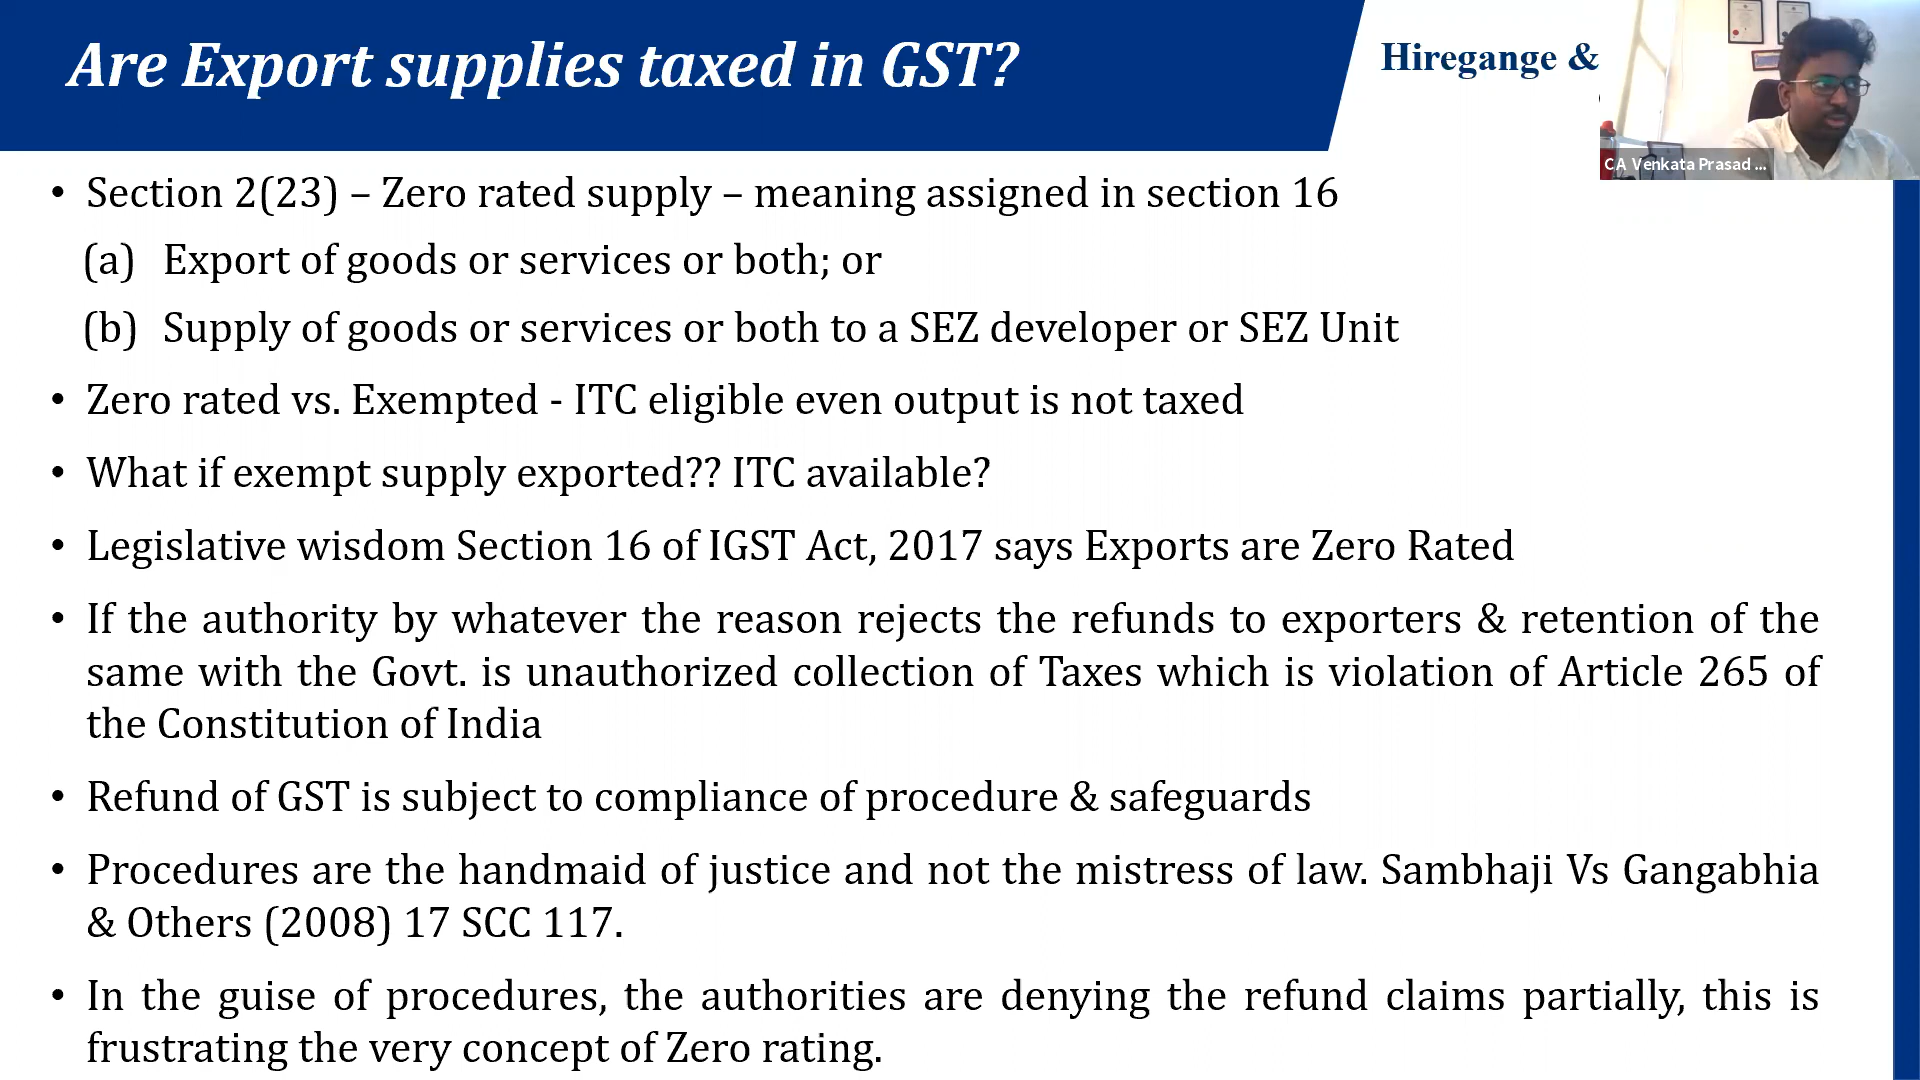 Are Export supplies taxed in GST?
Hiregange &
CA Venkata Prasad ...
• Section 2(23) – Zero rated supply – meaning assigned in section 16
(a) Export of goods or services or both; or
(b) Supply of goods or services or both to a SEZ developer or SEZ Unit
• Zero rated vs. Exempted - ITC eligible even output is not taxed
• What if exempt supply exported?? ITC available?
• Legislative wisdom Section 16 of IGST Act, 2017 says Exports are Zero Rated
• If the authority by whatever the reason rejects the refunds to exporters & retention of the
same with the Govt. is unauthorized collection of Taxes which is violation of Article 265 of
the Constitution of India
• Refund of GST is subject to compliance of procedure & safeguards
• Procedures are the handmaid of justice and not the mistress of law. Sambhaji Vs Gangabhia
& Others (2008) 17 SCC 117.
• In the guise of procedures, the authorities are denying the refund claims partially, this is
frustrating the very concept of Zero rating.